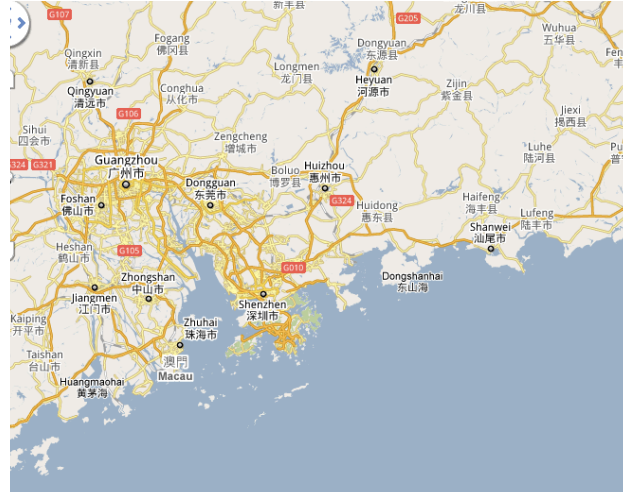 G107
新丰县
G205
龙川县
Fogang
佛冈县
Wuhua
五华县
Qingxin
清新县
Dongyuan
东源县
Longmen
龙门县
Heyuan
河源市
Qingyuan
清远市
Conghua
从化市
Zijin
紫金县
G106
Jiexi
揭西县
Sihui
四会市
Zengcheng
增城市
Luhe
陆河县
G324
G321
Guangzhou
广州市
Boluo
博罗县
Huizhou
惠州市
Dongguan
东莞市
G324
Foshan
佛山市
Huidong
惠东县
Haifeng
海丰县
Lufeng
陆丰市
Shanwei
汕尾市
Heshan
鹤山市
G105
G010
Zhongshan
中山市
Dongshanhai
东山海
Jiangmen
江门市
Shenzhen
深圳市
Kaiping
开平市
Zhuhai
珠海市
Taishan
台山市
澳門
Macau
Huangmaohai
黄茅海